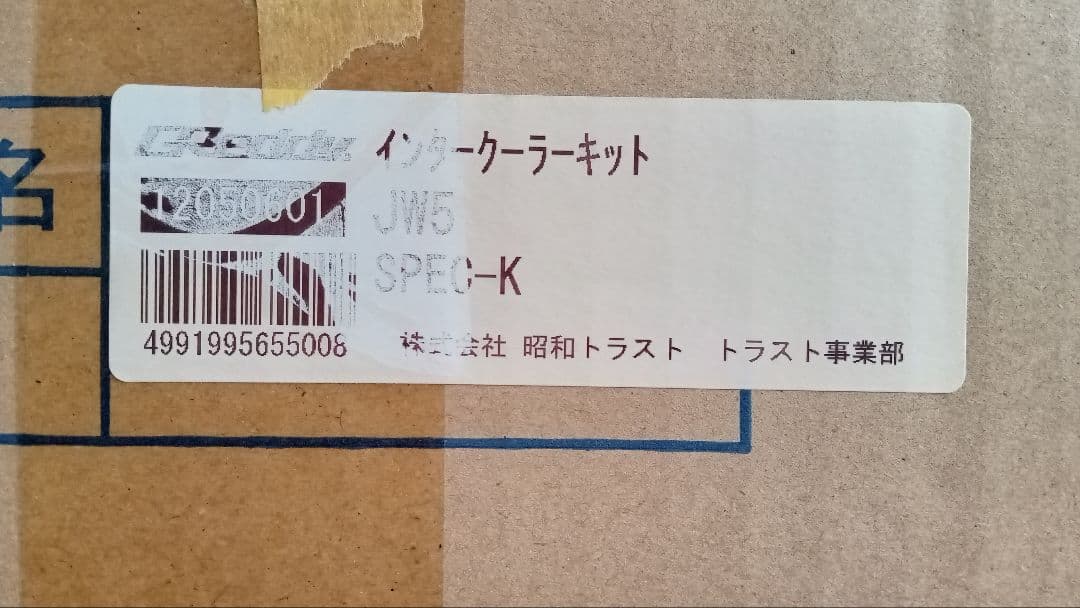 名
GReddy
インタークーラーキット
12050601
JW5
SPEC-K
4991995655008
株式会社 昭和トラスト トラスト事業部